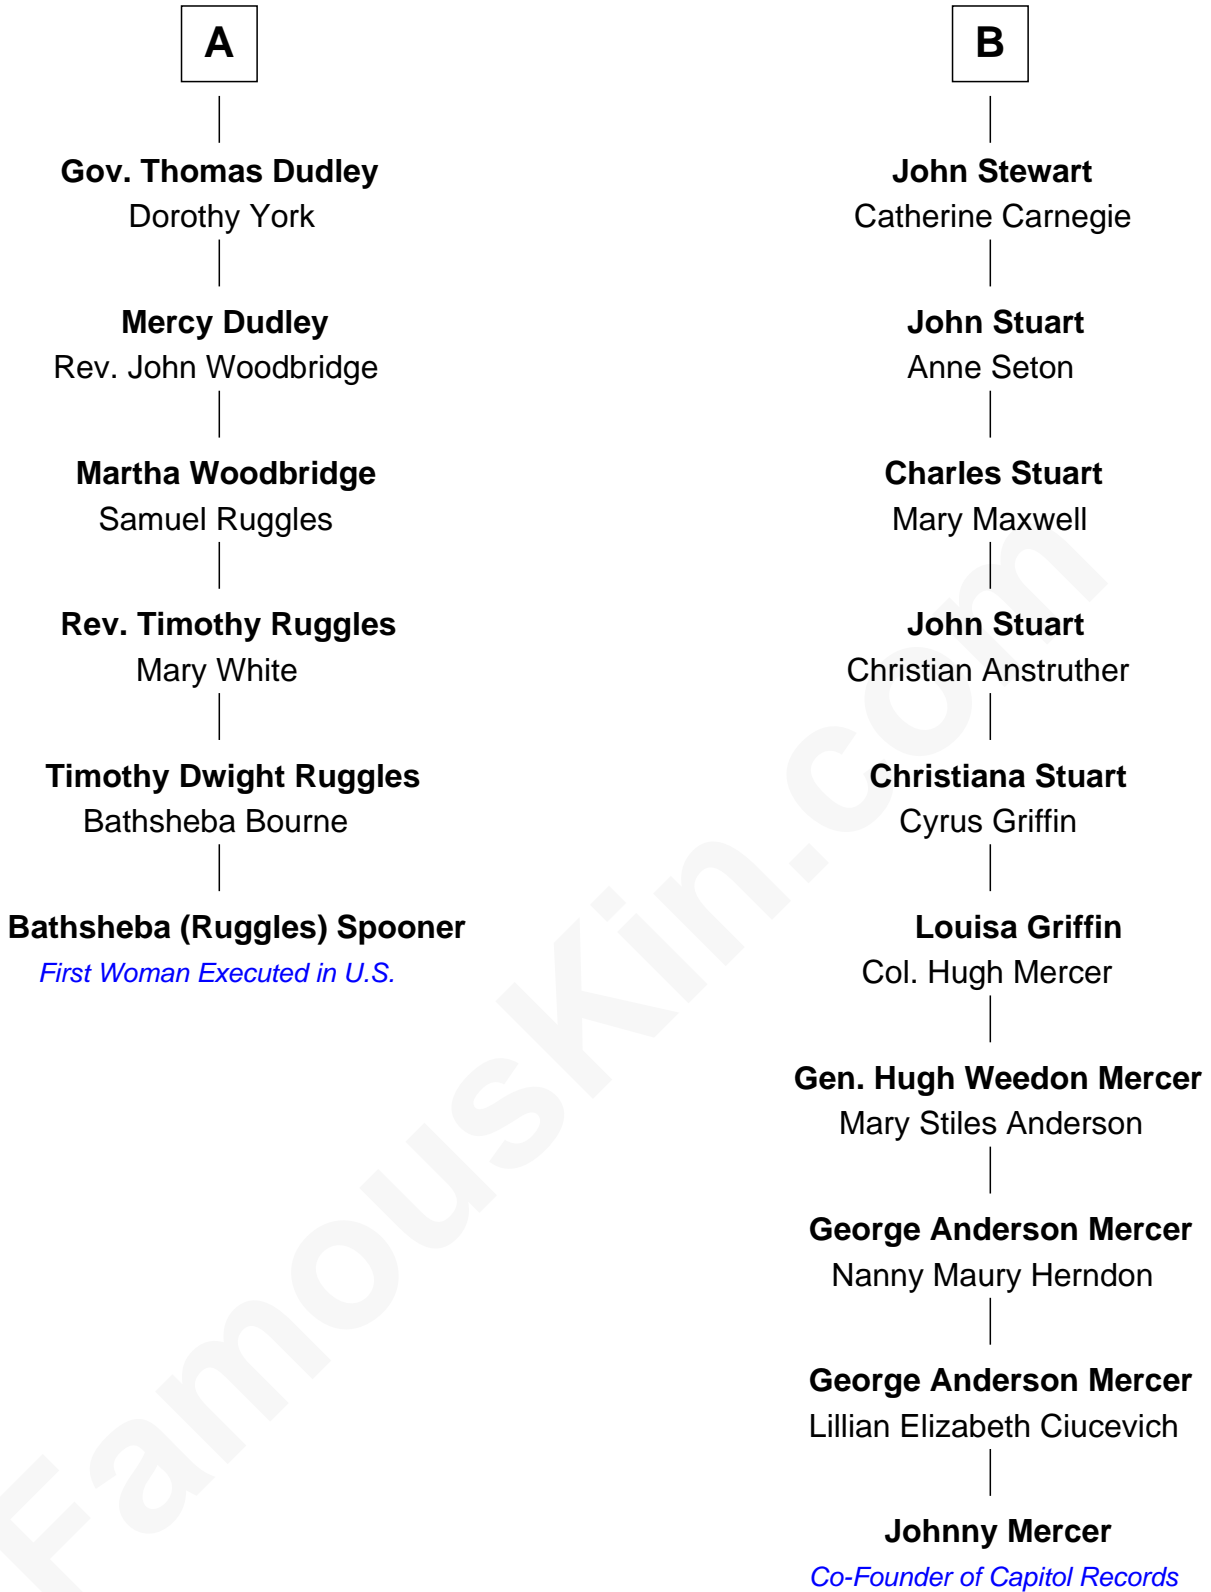 A
Gov. Thomas Dudley
Dorothy York
Mercy Dudley
Rev. John Woodbridge
Martha Woodbridge
Samuel Ruggles
Rev. Timothy Ruggles
Mary White
Timothy Dwight Ruggles
Bathsheba Bourne
Bathsheba (Ruggles) Spooner
First Woman Executed in U.S.
B
John Stewart
Catherine Carnegie
John Stuart
Anne Seton
Charles Stuart
Mary Maxwell
John Stuart
Christian Anstruther
Christiana Stuart
Cyrus Griffin
Louisa Griffin
Col. Hugh Mercer
Gen. Hugh Weedon Mercer
Mary Stiles Anderson
George Anderson Mercer
Nanny Maury Herndon
George Anderson Mercer
Lillian Elizabeth Ciucevich
Johnny Mercer
Co-Founder of Capitol Records
FamousKin.com